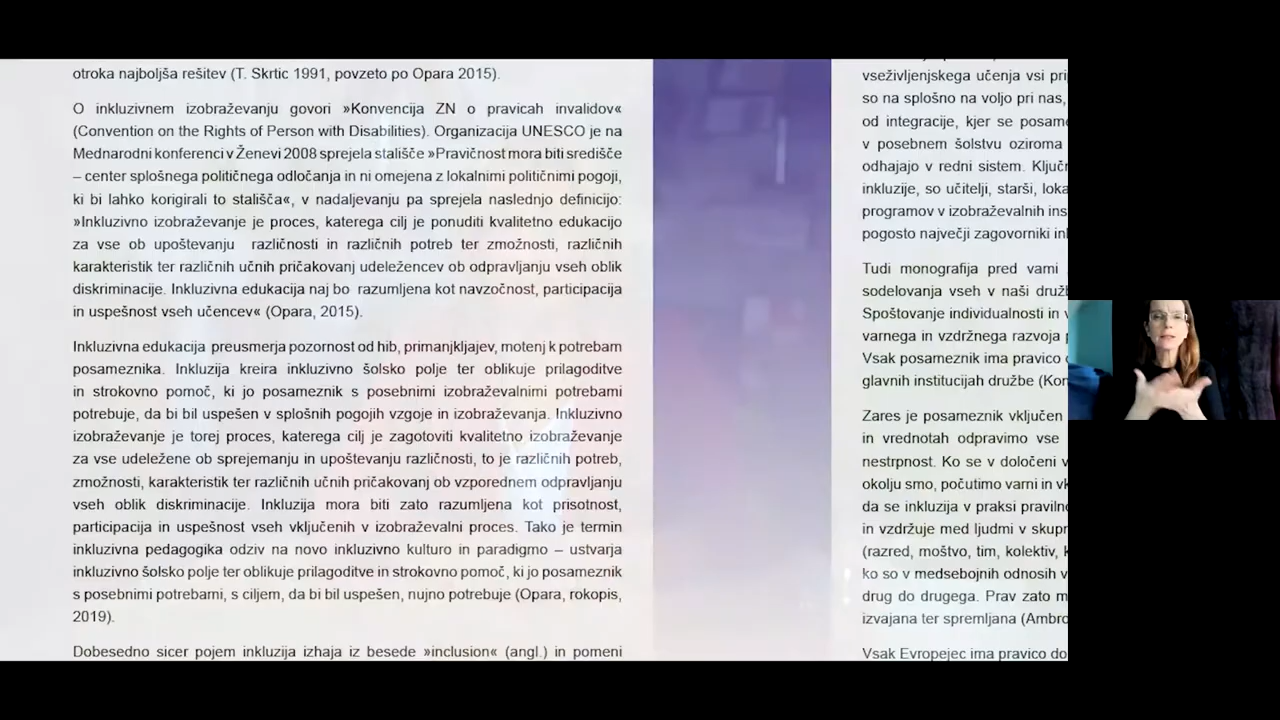 otroka najboljša rešitev (T. Skrtic 1991, povzeto po Opara 2015).
O inkluzivnem izobraževanju govori »Konvencija ZN o pravicah invalidov«
(Convention on the Rights of Person with Disabilities). Organizacija UNESCO je na
Mednarodni konferenci v Ženevi 2008 sprejela stališče »Pravičnost mora biti središče
– center splošnega političnega odločanja in ni omejena z lokalnimi političnimi pogoji,
ki bi lahko korigirali to stališča«, v nadaljevanju pa sprejela naslednjo definicijo:
»Inkluzivno izobraževanje je proces, katerega cilj je ponuditi kvalitetno edukacijo
za vse ob upoštevanju različnosti in različnih potreb ter zmožnosti, različnih
karakteristik ter različnih učnih pričakovanj udeležencev ob odpravljanju vseh oblik
diskriminacije. Inkluzivna edukacija naj bo razumljena kot navzočnost, participacija
in uspešnost vseh učencev« (Opara, 2015).
Inkluzivna edukacija preusmerja pozornost od hib, primanjkljajev, motenj k potrebam
posameznika. Inkluzija kreira inkluzivno šolsko polje ter oblikuje prilagoditve
in strokovno pomoč, ki jo posameznik s posebnimi izobraževalnimi potrebami
potrebuje, da bi bil uspešen v splošnih pogojih vzgoje in izobraževanja. Inkluzivno
izobraževanje je torej proces, katerega cilj je zagotoviti kvalitetno izobraževanje
za vse udeležene ob sprejemanju in upoštevanju različnosti, to je različnih potreb,
zmožnosti, karakteristik ter različnih učnih pričakovanj ob vzporednem odpravljanju
vseh oblik diskriminacije. Inkluzija mora biti zato razumljena kot prisotnost,
participacija in uspešnost vseh vključenih v izobraževalni proces. Tako je termin
inkluzivna pedagogika odziv na novo inkluzivno kulturo in paradigmo – ustvarja
inkluzivno šolsko polje ter oblikuje prilagoditve in strokovno pomoč, ki jo posameznik
s posebnimi potrebami, s ciljem, da bi bil uspešen, nujno potrebuje (Opara, rokopis,
2019).
Dobesedno sicer pojem inkluzija izhaja iz besede »inclusion« (angl.) in pomeni
vseživljenjskega učenja vsi pri
so na splošno na voljo pri nas,
od integracije, kjer se posame
v posebnem šolstvu oziroma
odhajajo v redni sistem. Ključn
inkluzije, so učitelji, starši, loka
programov v izobraževalnih ins
pogosto največji zagovorniki in
Tudi monografija pred vami
sodelovanja vseh v naši druž
Spoštovanje individualnosti in v
varnega in vzdržnega razvoja
Vsak posameznik ima pravico
glavnih institucijah družbe (Kon
Zares je posameznik vključen
in vrednotah odpravimo vse
nestrpnost. Ko se v določeni v
okolju smo, počutimo varni in vk
da se inkluzija v praksi pravilno
in vzdržuje med ljudmi v skupn
(razred, moštvo, tim, kolektiv,
ko so v medsebojnih odnosih v
drug do drugega. Prav zato m
izvajana ter spremljana (Ambro
Vsak Evropejec ima pravico do